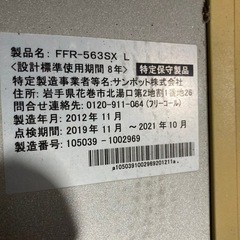 製品名: FFR-563SX L
<設計標準使用期間 8年> 特定保守製品
特定製造事業者等名: サンポット株式会社
住所: 岩手県花巻市北湯口第2地割1番地26
問合せ連絡先: 0120-911-064 (フリーコール)
製造年月: 2012 年 11月
点検期間: 2019 年 11月 ～ 2021 年 10 月
製造番号: 105039 -1002969
a1050391002969201211a